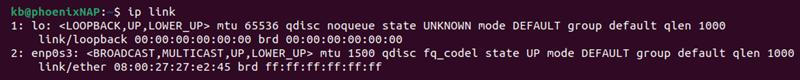 kb@phoenixNAP:~$ ip link
1: lo: <LOOPBACK,UP,LOWER_UP> mtu 65536 qdisc noqueue state UNKNOWN mode DEFAULT group default qlen 1000
    link/loopback 00:00:00:00:00:00 brd 00:00:00:00:00:00
2: enp0s3: <BROADCAST,MULTICAST,UP,LOWER_UP> mtu 1500 qdisc fq_codel state UP mode DEFAULT group default qlen 1000
    link/ether 08:00:27:27:e2:45 brd ff:ff:ff:ff:ff:ff